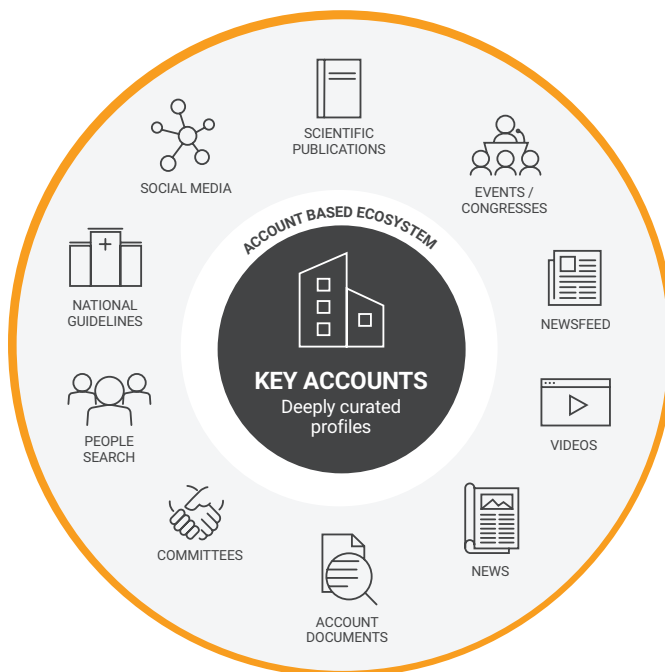 SCIENTIFIC
PUBLICATIONS
EVENTS /
CONGRESSES
NEWSFEED
VIDEOS
NEWS
ACCOUNT
DOCUMENTS
COMMITTEES
PEOPLE
SEARCH
NATIONAL
GUIDELINES
SOCIAL MEDIA
ACCOUNT BASED ECOSYSTEM
KEY ACCOUNTS
Deeply curated
profiles